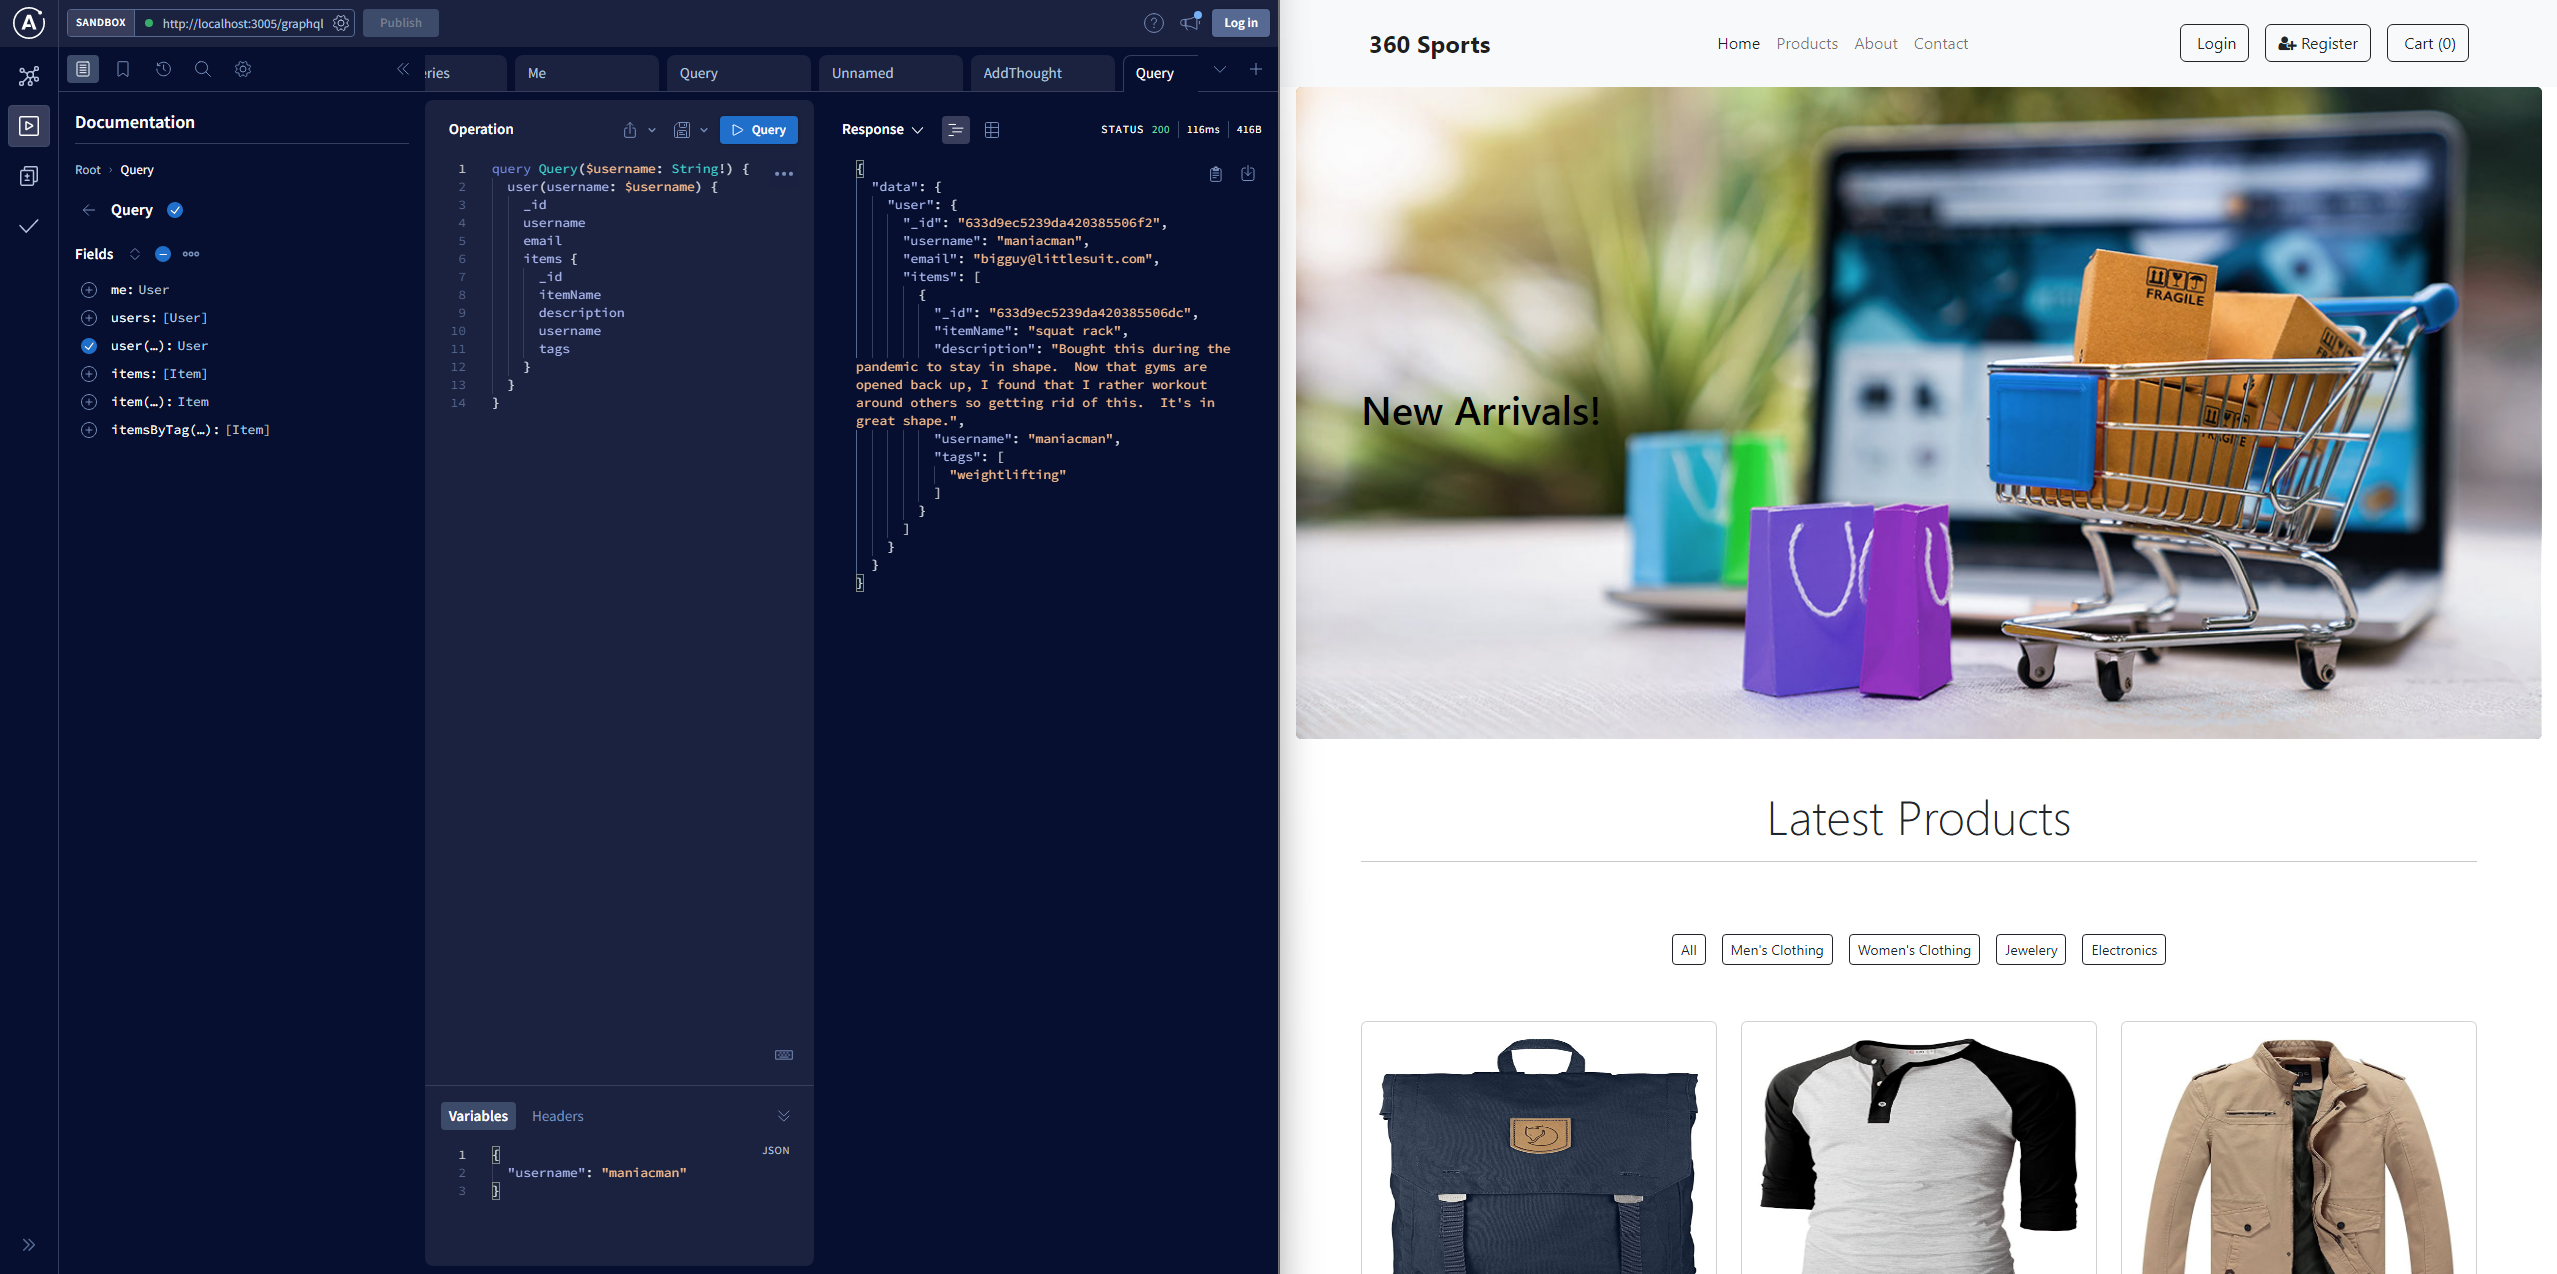 SANDBOX
http://localhost:3005/graphql
Publish
Log in
eries
Me
Query
Unnamed
AddThought
Query
Documentation
Root › Query
Query
Fields
me: User
users: [User]
user(…): User
items: [Item]
item(…): Item
itemsByTag(…): [Item]
Operation
Query
1 query Query($username: String!) {
2 user(username: $username) {
3 _id
4 username
5 email
6 items {
7 _id
8 itemName
9 description
10 username
11 tags
12 }
13 }
14 }
Variables
Headers
JSON
1 {
2 "username": "maniacman"
3 }
Response
STATUS 200
116ms
416B
{
"data": {
"user": {
"_id": "633d9ec5239da420385506f2",
"username": "maniacman",
"email": "bigguy@littlesuit.com",
"items": [
{
"_id": "633d9ec5239da420385506dc",
"itemName": "squat rack",
"description": "Bought this during the
pandemic to stay in shape.  Now that gyms are
opened back up, I found that I rather workout
around others so getting rid of this.  It's in
great shape.",
"username": "maniacman",
"tags": [
"weightlifting"
]
}
]
}
}
}
360 Sports
Home
Products
About
Contact
Login
Register
Cart (0)
FRAGILE
FRAGILE
New Arrivals!
Latest Products
All
Men's Clothing
Women's Clothing
Jewelery
Electronics